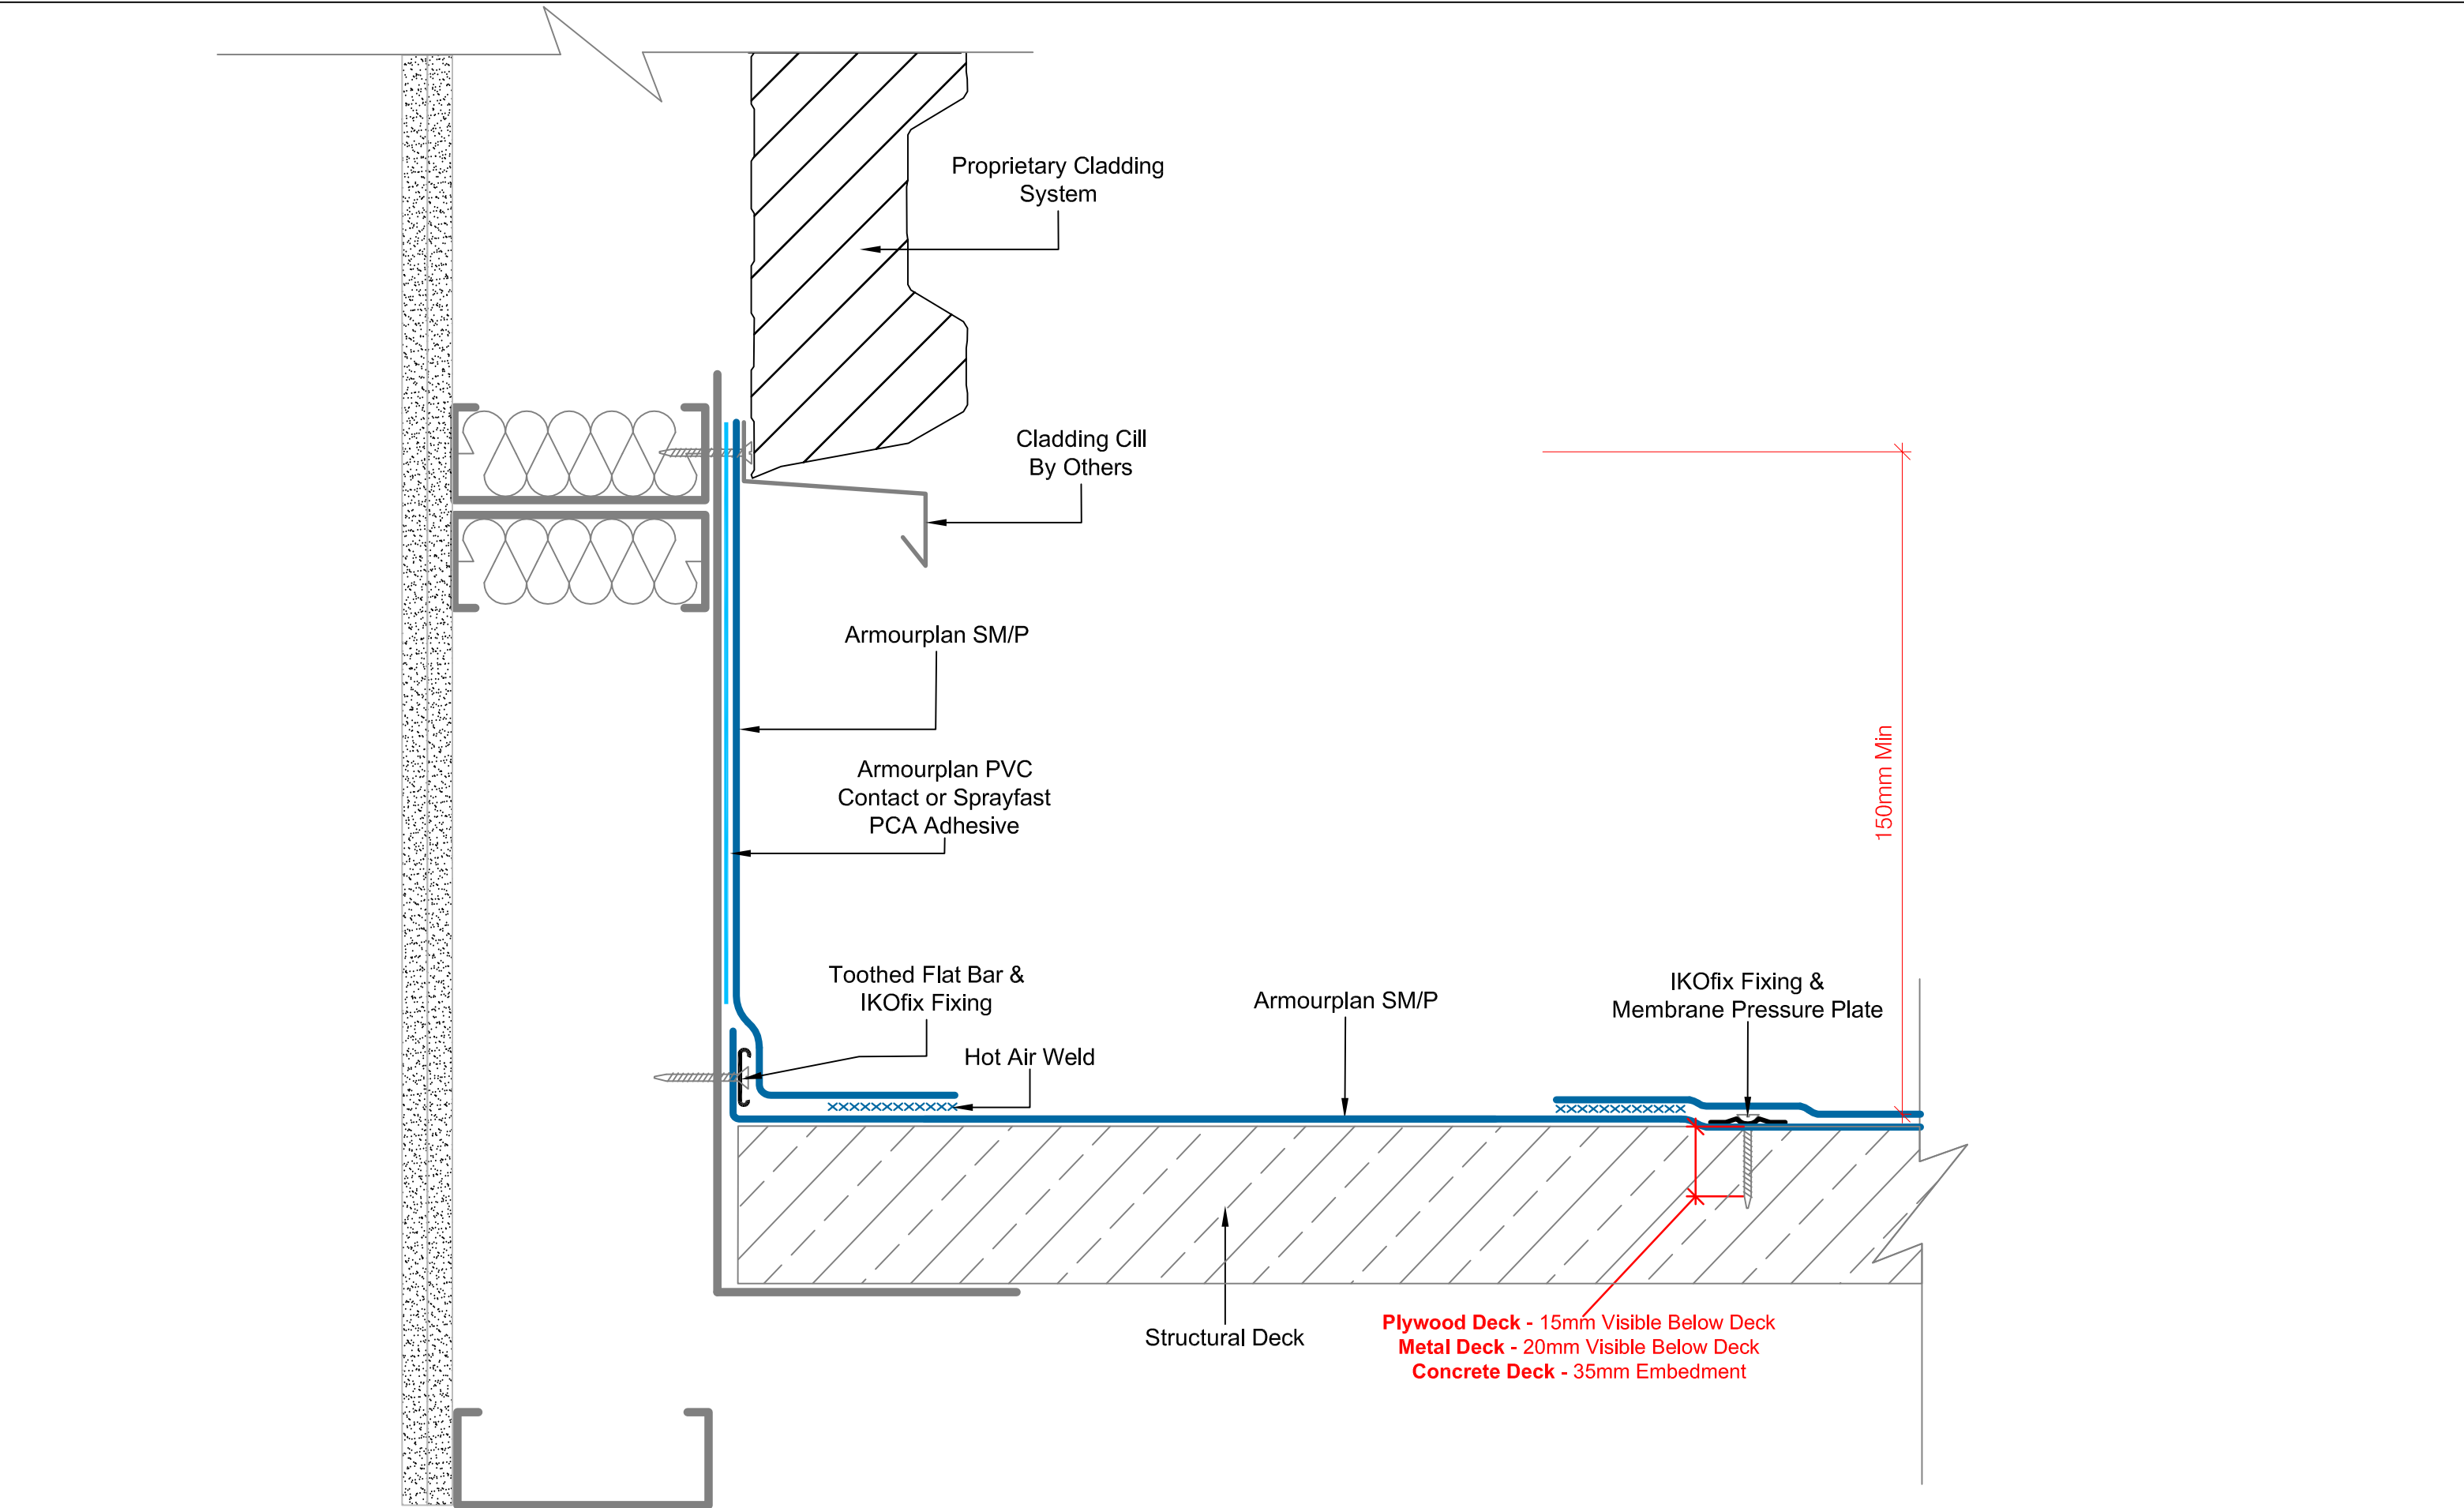 Proprietary Cladding
System
Cladding Cill
By Others
Armourplan SM/P
Armourplan PVC
Contact or Sprayfast
PCA Adhesive
150mm Min
Toothed Flat Bar &
IKOfix Fixing
Hot Air Weld
Armourplan SM/P
IKOfix Fixing &
Membrane Pressure Plate
Structural Deck
Plywood Deck - 15mm Visible Below Deck
Metal Deck - 20mm Visible Below Deck
Concrete Deck - 35mm Embedment